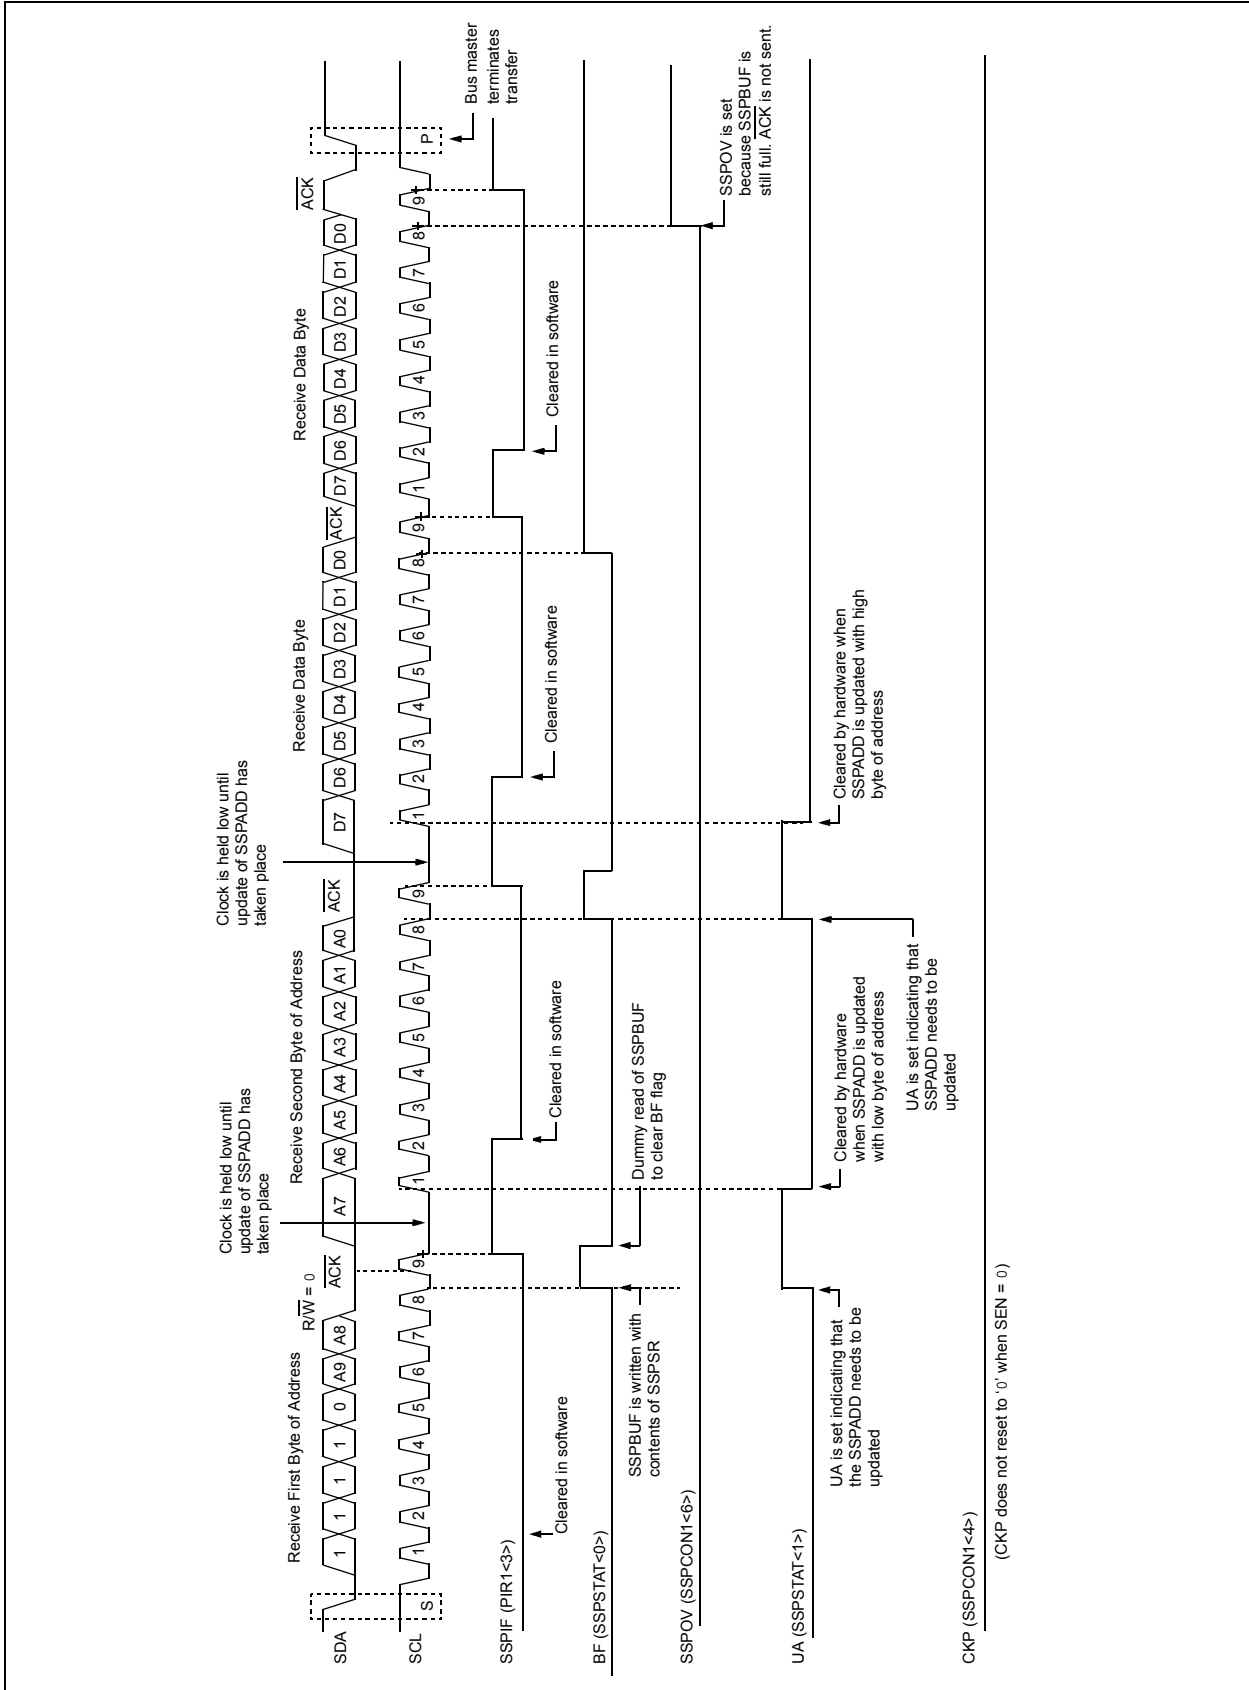 Receive First Byte of Address
R/W = 0
ACK
Receive Second Byte of Address
ACK
Receive Data Byte
ACK
Receive Data Byte
ACK
Clock is held low until
update of SSPADD has
taken place
Clock is held low until
update of SSPADD has
taken place
SDA
1 1 1 1 0 A9 A8 A7 A6 A5 A4 A3 A2 A1 A0 D7 D6 D5 D4 D3 D2 D1 D0 D7 D6 D5 D4 D3 D2 D1 D0
SCL
S 1 2 3 4 5 6 7 8 9 1 2 3 4 5 6 7 8 9 1 2 3 4 5 6 7 8 9 1 2 3 4 5 6 7 8 9 P
Bus master
terminates
transfer
SSPIF (PIR1<3>)
Cleared in software
Cleared in software
Cleared in software
Cleared in software
BF (SSPSTAT<0>)
SSPBUF is written with
contents of SSPSR
Dummy read of SSPBUF
to clear BF flag
SSPOV (SSPCON1<6>)
SSPOV is set
because SSPBUF is
still full. ACK is not sent.
UA (SSPSTAT<1>)
UA is set indicating that
the SSPADD needs to be
updated
Cleared by hardware
when SSPADD is updated
with low byte of address
UA is set indicating that
SSPADD needs to be
updated
Cleared by hardware when
SSPADD is updated with high
byte of address
CKP (SSPCON1<4>)
(CKP does not reset to ‘0’ when SEN = 0)